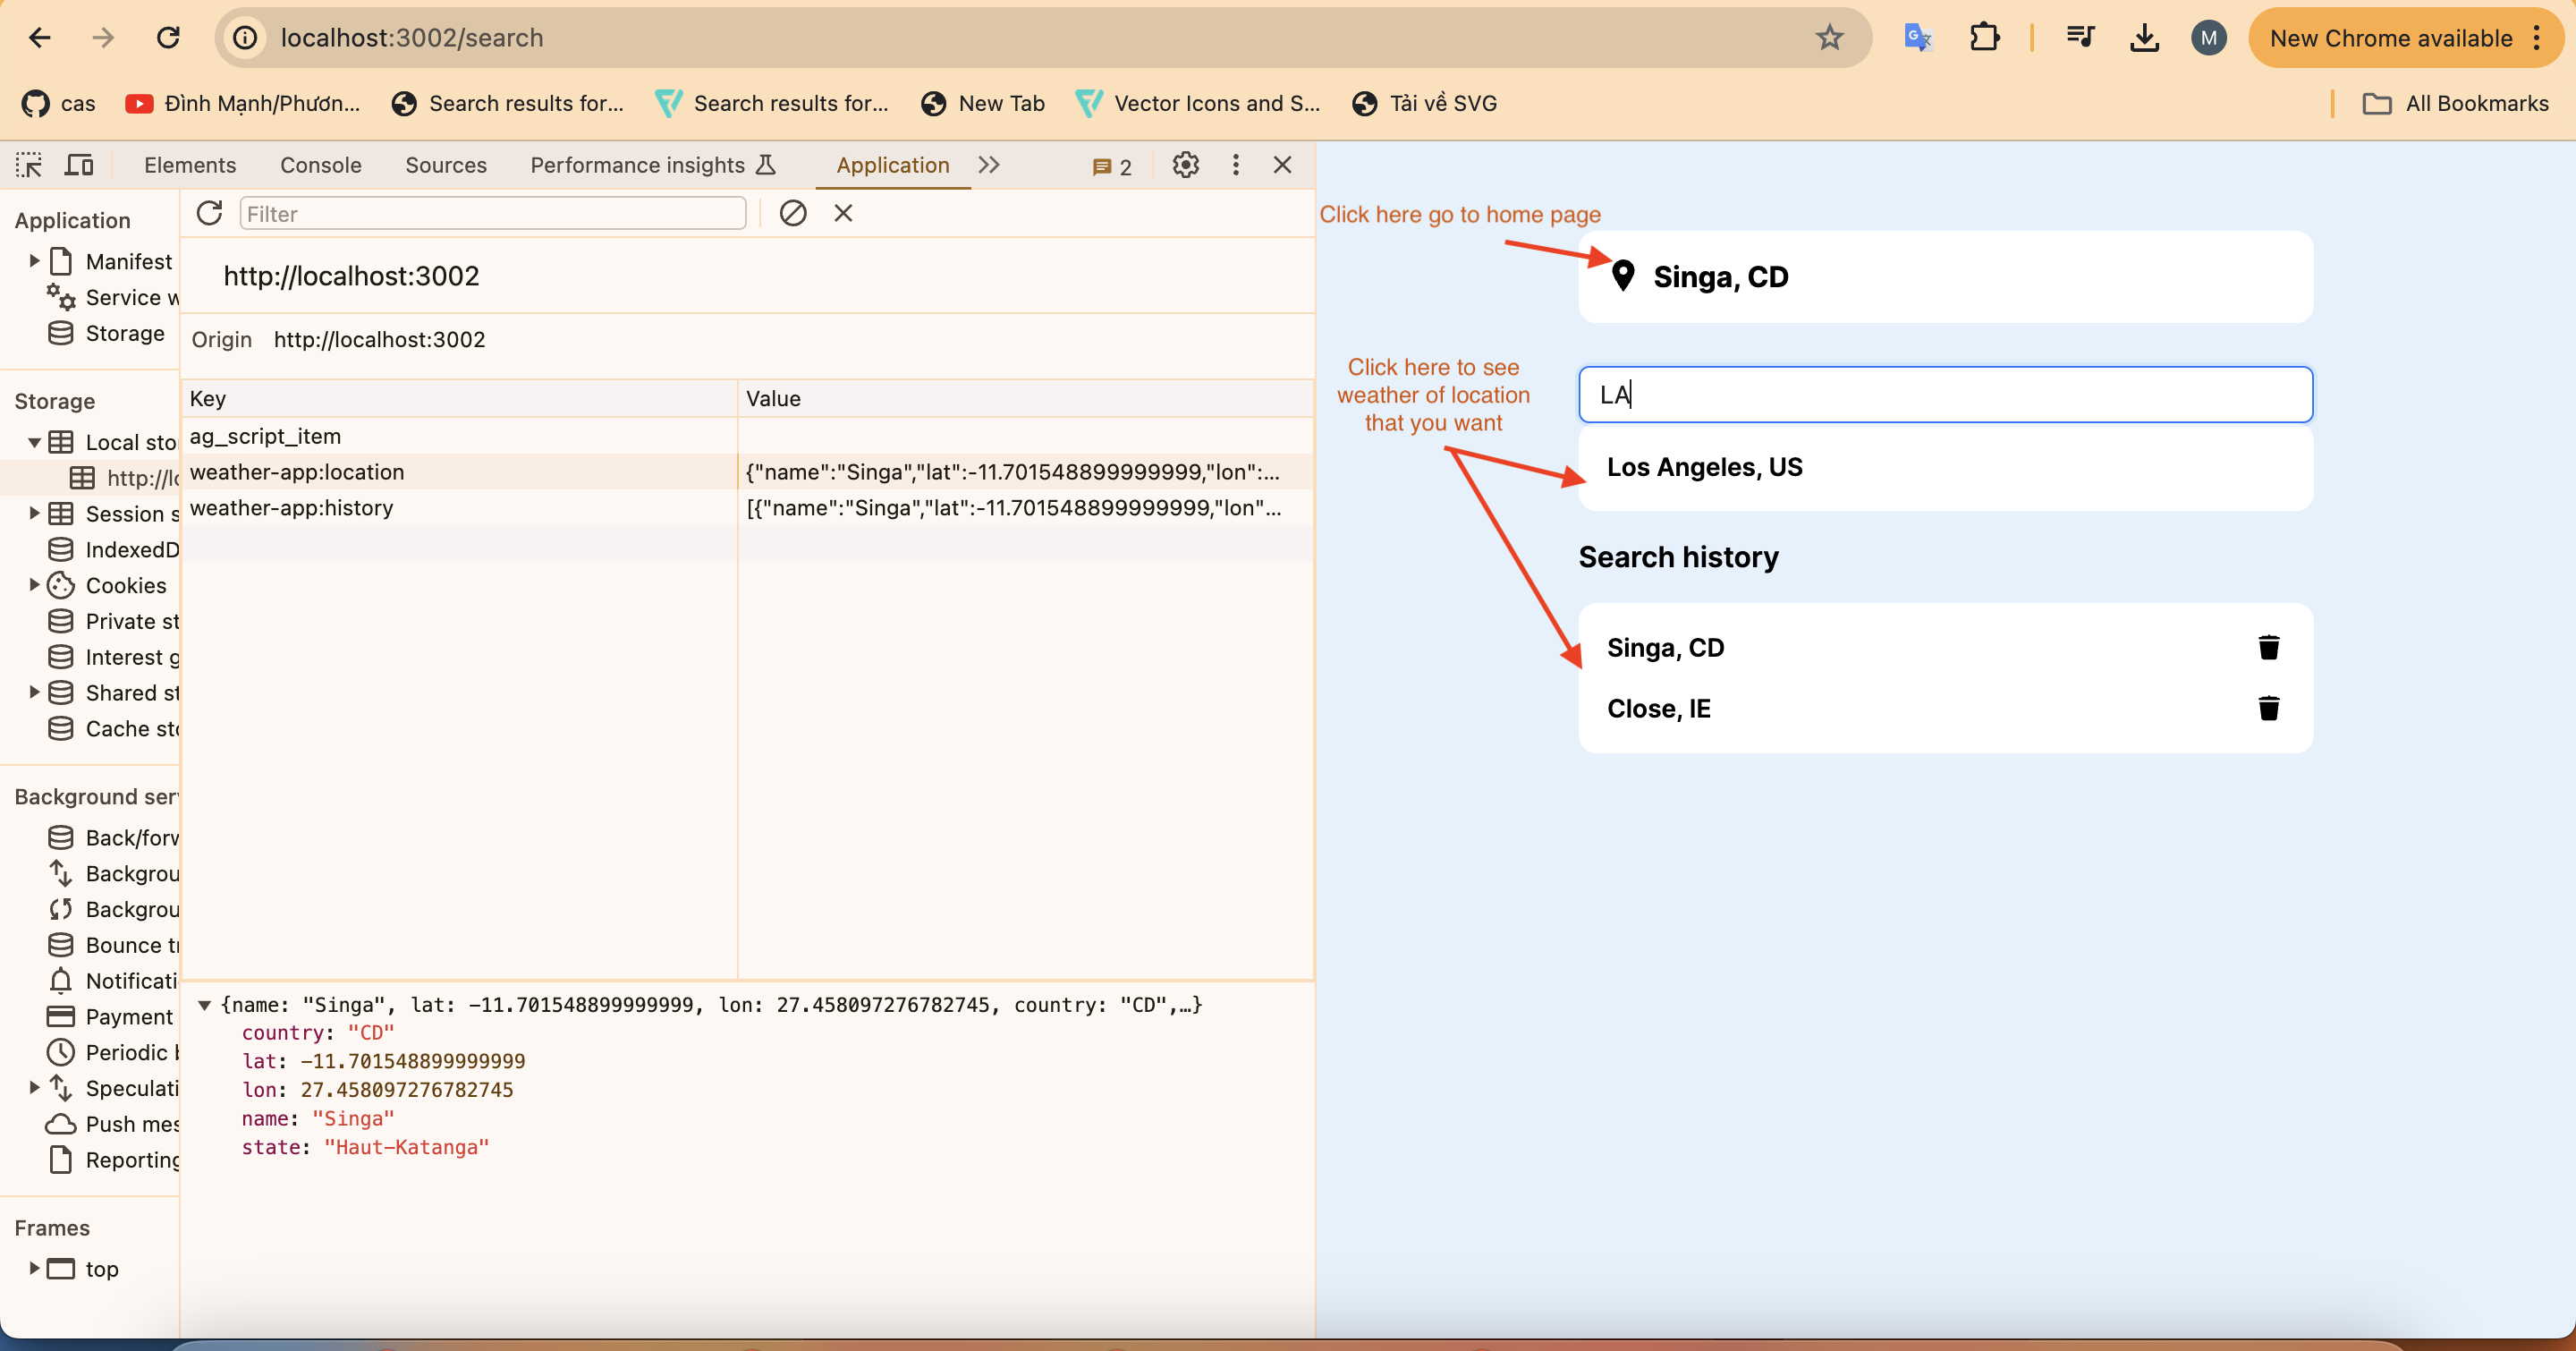 localhost:3002/search
M
New Chrome available
cas
Đình Mạnh/Phươn...
Search results for...
Search results for...
New Tab
Vector Icons and S...
Tải về SVG
All Bookmarks
Elements
Console
Sources
Performance insights
Application
2
Application
Manifest
Service w
Storage
Storage
Local sto
http://lo
Session s
IndexedD
Cookies
Private st
Interest g
Shared st
Cache sto
Background serv
Back/forw
Backgrou
Backgrou
Bounce tr
Notificati
Payment
Periodic b
Speculati
Push mes
Reporting
Frames
top
Filter
http://localhost:3002
Origin http://localhost:3002
Key Value
ag_script_item
weather-app:location {"name":"Singa","lat":-11.701548899999999,"lon":...
weather-app:history [{"name":"Singa","lat":-11.701548899999999,"lon"...
{name: "Singa", lat: -11.701548899999999, lon: 27.458097276782745, country: "CD",…}
country: "CD"
lat: -11.701548899999999
lon: 27.458097276782745
name: "Singa"
state: "Haut-Katanga"
Click here go to home page
Singa, CD
Click here to see
weather of location
that you want
LA
Los Angeles, US
Search history
Singa, CD
Close, IE